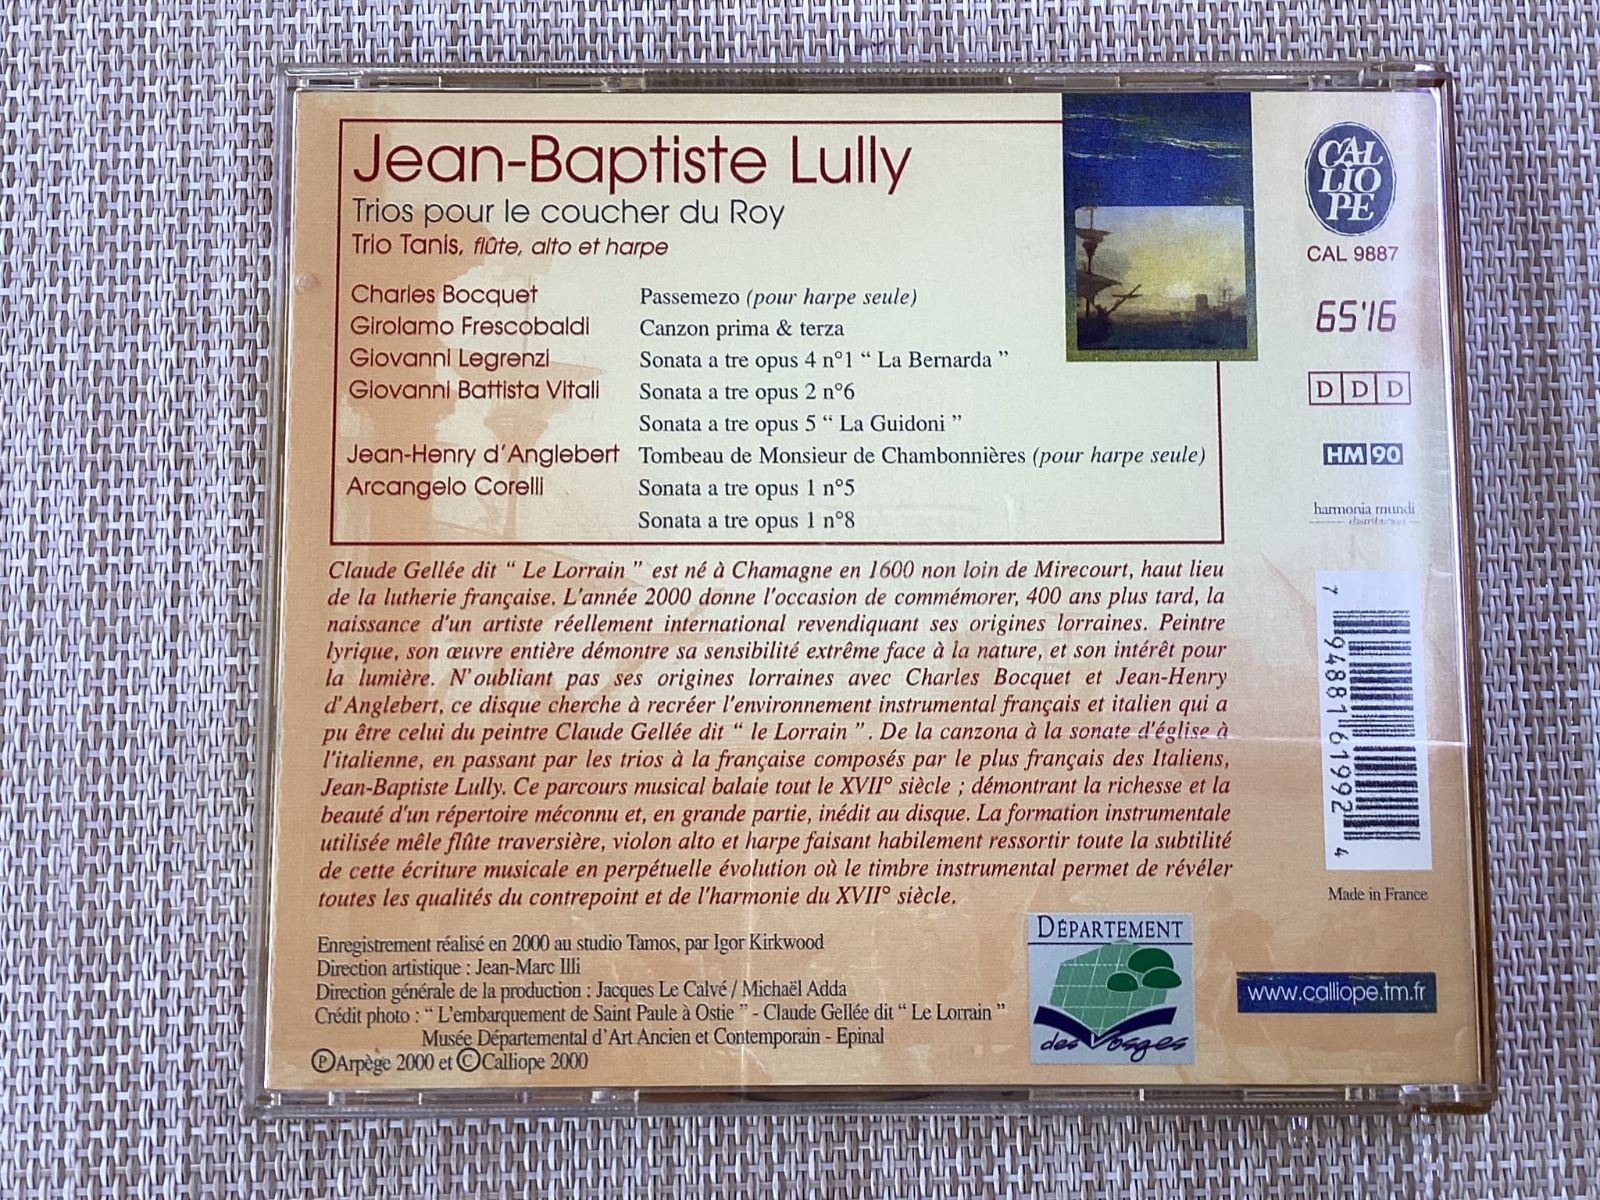 Jean-Baptiste Lully
Trios pour le coucher du Roy
Trio Tanis, flûte, alto et harpe
Charles Bocquet Passemezo (pour harpe seule)
Girolamo Frescobaldi Canzon prima & terza
Giovanni Legrenzi Sonata a tre opus 4 n°1 “ La Bernarda ”
Giovanni Battista Vitali Sonata a tre opus 2 n°6
Sonata a tre opus 5 “ La Guidoni ”
Jean-Henry d'Anglebert Tombeau de Monsieur de Chambonnières (pour harpe seule)
Arcangelo Corelli Sonata a tre opus 1 n°5
Sonata a tre opus 1 n°8
Claude Gellée dit “ Le Lorrain ” est né à Chamagne en 1600 non loin de Mirecourt, haut lieu
de la lutherie française. L'année 2000 donne l'occasion de commémorer, 400 ans plus tard, la
naissance d'un artiste réellement international revendiquant ses origines lorraines. Peintre
lyrique, son œuvre entière démontre sa sensibilité extrême face à la nature, et son intérêt pour
la lumière. N'oubliant pas ses origines lorraines avec Charles Bocquet et Jean-Henry
d'Anglebert, ce disque cherche à recréer l'environnement instrumental français et italien qui a
pu être celui du peintre Claude Gellée dit “ le Lorrain ”. De la canzona à la sonate d'église à
l'italienne, en passant par les trios à la française composés par le plus français des Italiens,
Jean-Baptiste Lully. Ce parcours musical balaie tout le XVII° siècle ; démontrant la richesse et la
beauté d'un répertoire méconnu et, en grande partie, inédit au disque. La formation instrumentale
utilisée mêle flûte traversière, violon alto et harpe faisant habilement ressortir toute la subtilité
de cette écriture musicale en perpétuelle évolution où le timbre instrumental permet de révéler
toutes les qualités du contrepoint et de l'harmonie du XVII° siècle.
Enregistrement réalisé en 2000 au studio Tamos, par Igor Kirkwood
Direction artistique : Jean-Marc Illi
Direction générale de la production : Jacques Le Calvé / Michaël Adda
Crédit photo : “ L'embarquement de Saint Paule à Ostie ” - Claude Gellée dit “ Le Lorrain ”
Musée Départemental d'Art Ancien et Contemporain - Epinal
ⓅArpège 2000 et ©Calliope 2000
DÉPARTEMENT
des Vosges
CAL
LIO
PE
CAL 9887
65'16
D D D
HM 90
harmonia mundi
distribution
7 94881 61992 4
Made in France
www.calliope.tm.fr